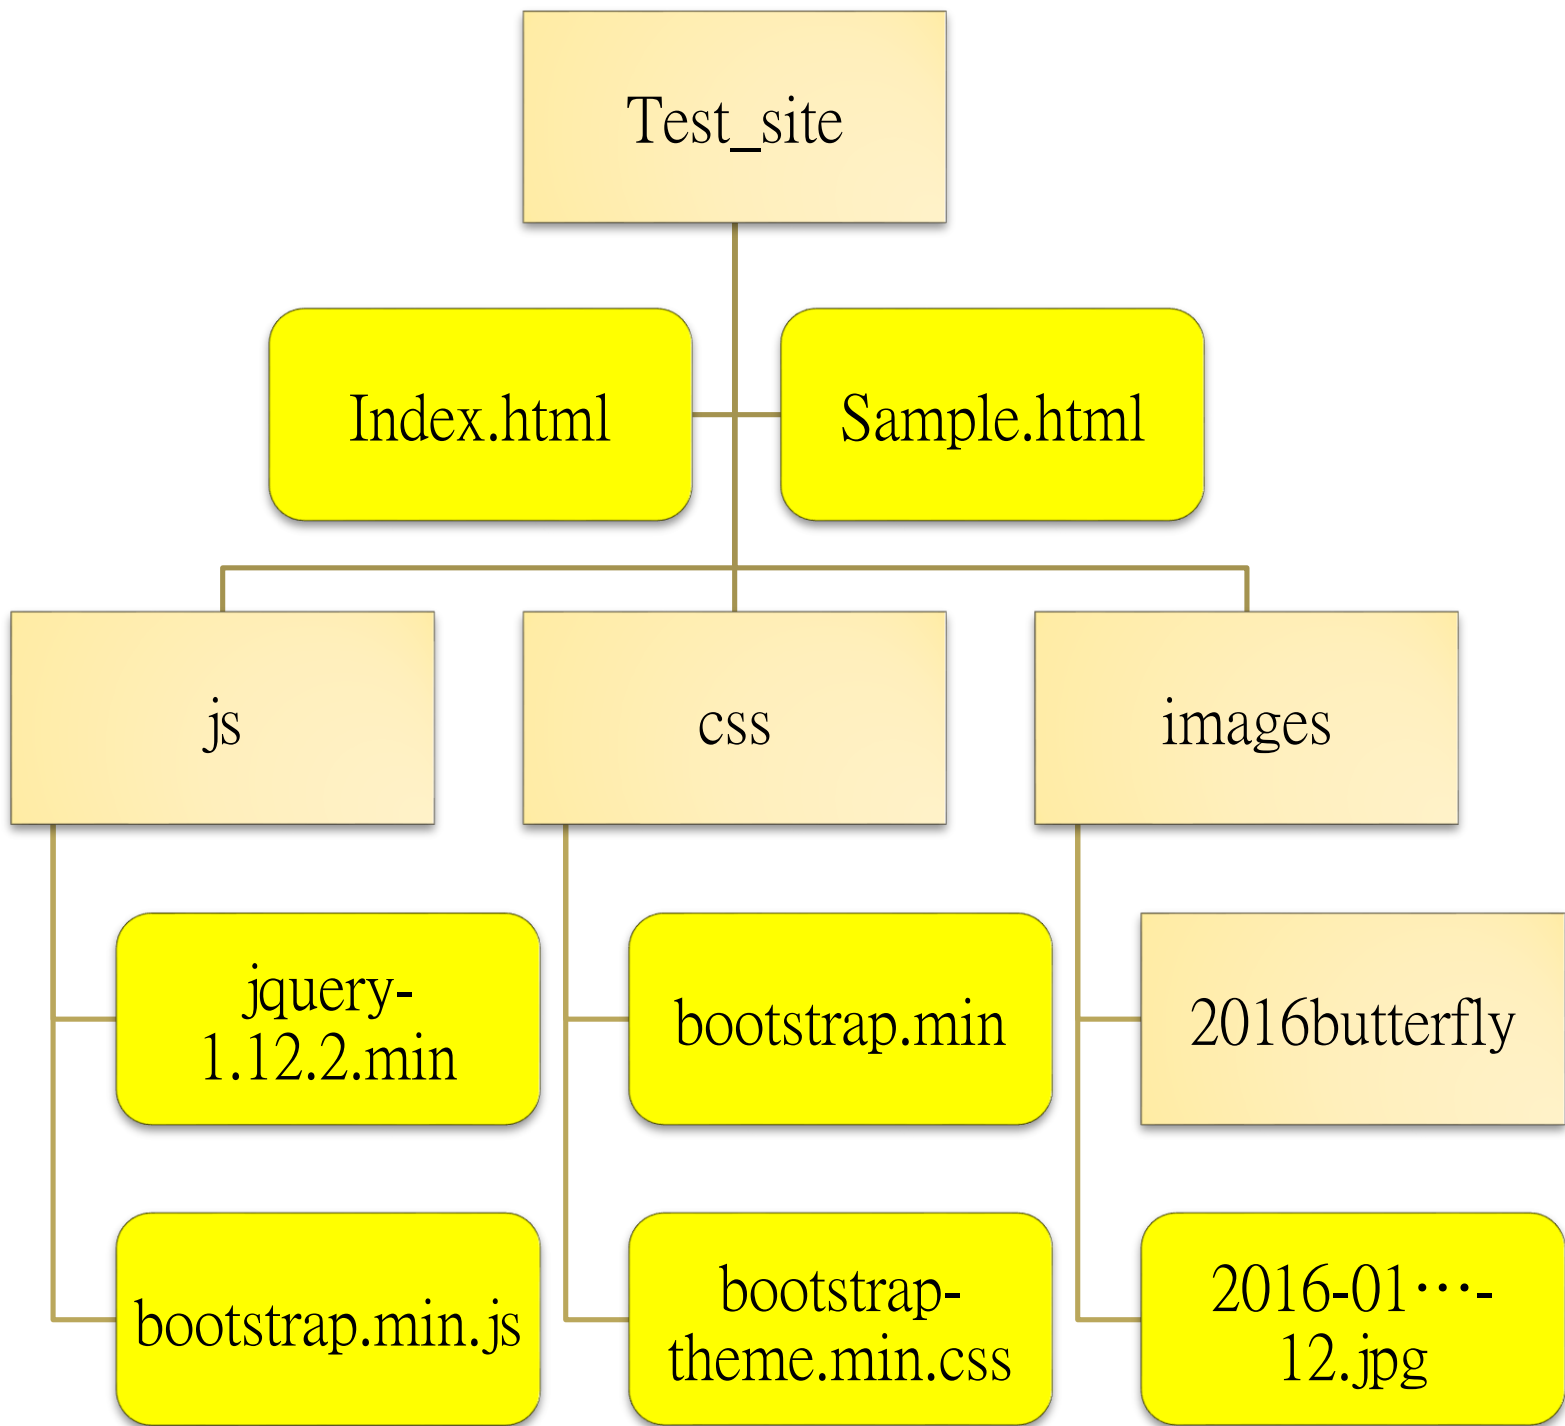 Test_site
Index.html
Sample.html
js
css
images
jquery-
1.12.2.min
bootstrap.min
2016butterfly
bootstrap.min.js
bootstrap-
theme.min.css
2016-01⋯-
12.jpg